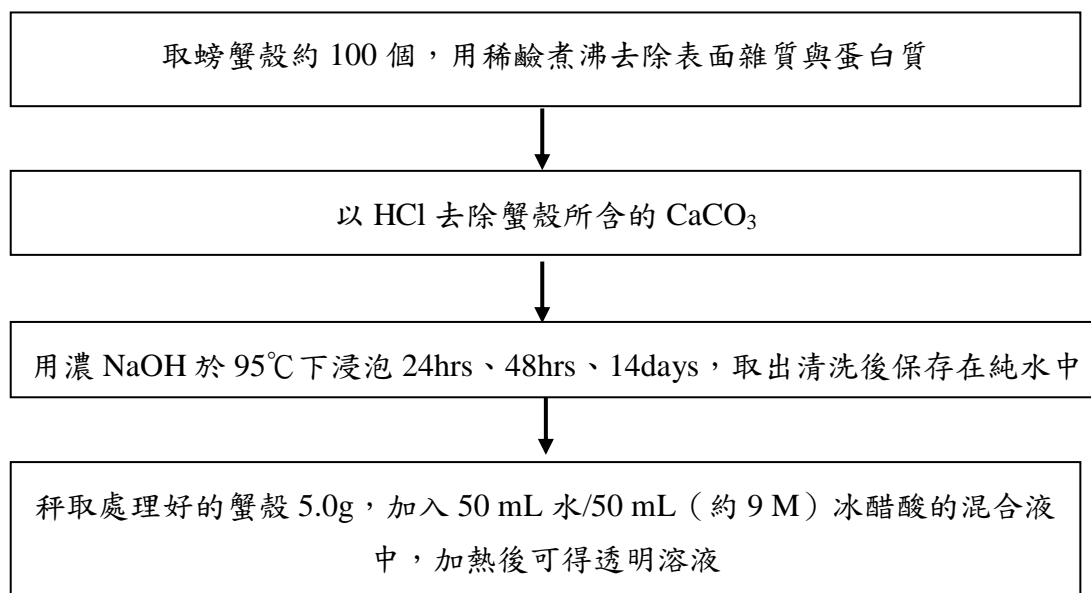 取螃蟹殼約 100 個，用稀鹼煮沸去除表面雜質與蛋白質
以 HCl 去除蟹殼所含的 CaCO₃
用濃 NaOH 於 95℃下浸泡 24hrs、48hrs、14days，取出清洗後保存在純水中
秤取處理好的蟹殼 5.0g，加入 50 mL 水/50 mL（約 9 M）冰醋酸的混合液
中，加熱後可得透明溶液